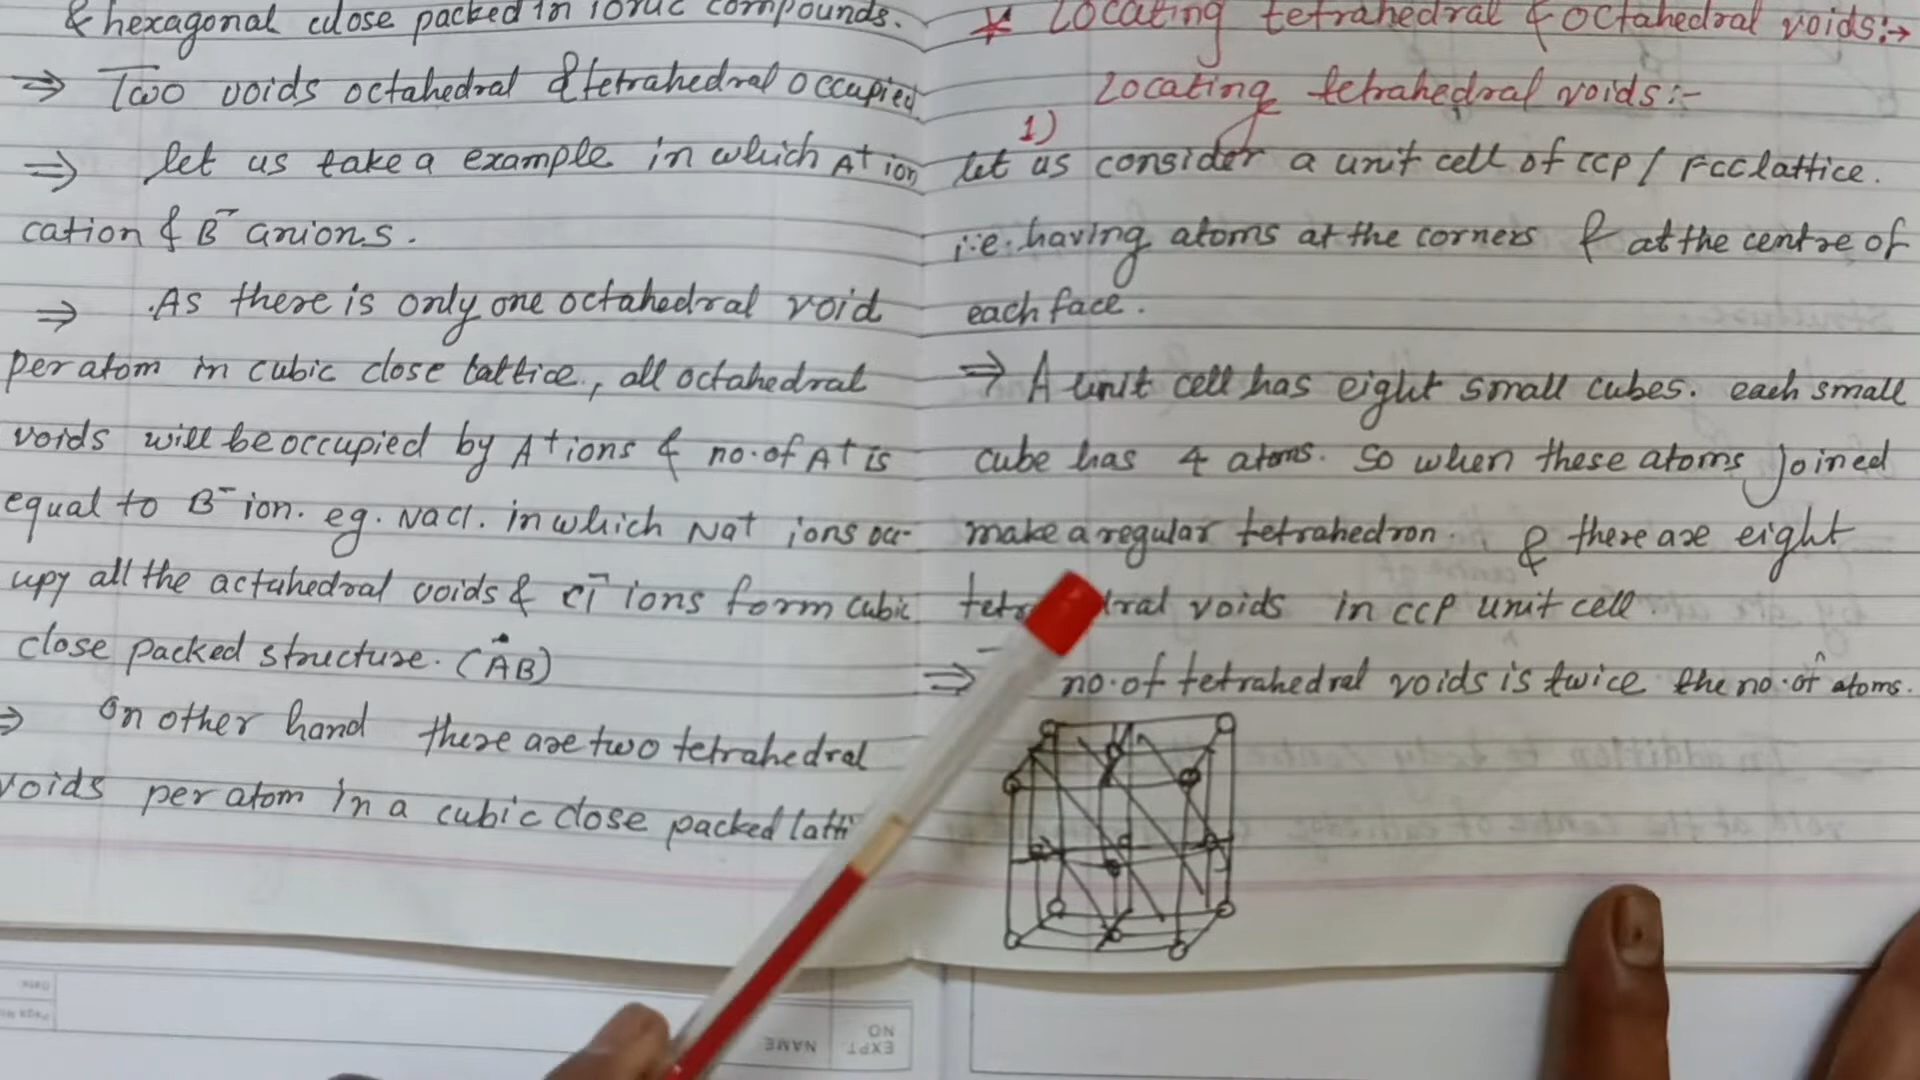 & hexagonal close packed in ionic compounds.
⇒ Two voids octahedral & tetrahedral occupied
⇒ let us take a example in which A+ ion
cation & B- anions.
⇒ As there is only one octahedral void
per atom in cubic close lattice, all octahedral
voids will be occupied by A+ ions & no. of A+ is
equal to B- ion. eg. NaCl. in which Na+ ions occ-
upy all the actahedral voids & Cl- ions form cubic
close packed structure. (AB)
⇒ On other hand there are two tetrahedral
voids per atom in a cubic close packed latti
* Locating tetrahedral & octahedral voids:→
Locating tetrahedral voids:-
1)
let us consider a unit cell of CCP / FCC lattice.
i.e. having atoms at the corners & at the centre of
each face.
⇒ A unit cell has eight small cubes. each small
cube has 4 atoms. So when these atoms joined
make a regular tetrahedron. & there are eight
dral voids in CCP unit cell
⇒ no. of tetrahedral voids is twice the no. of atoms.
EXPT. NO
NAME